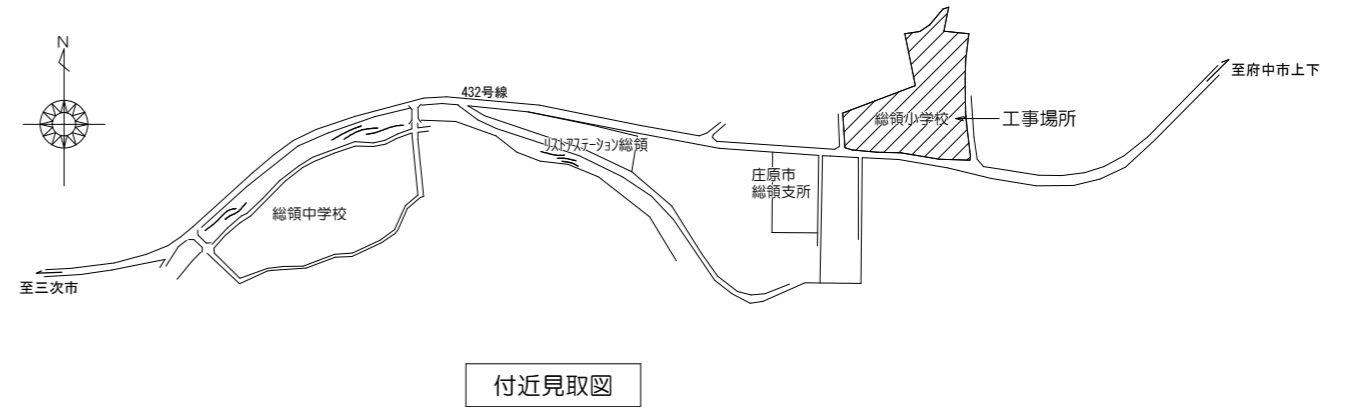 N
432号線
至府中市上下
総領小学校
工事場所
リストアステーション総領
庄原市
総領支所
総領中学校
至三次市
付近見取図